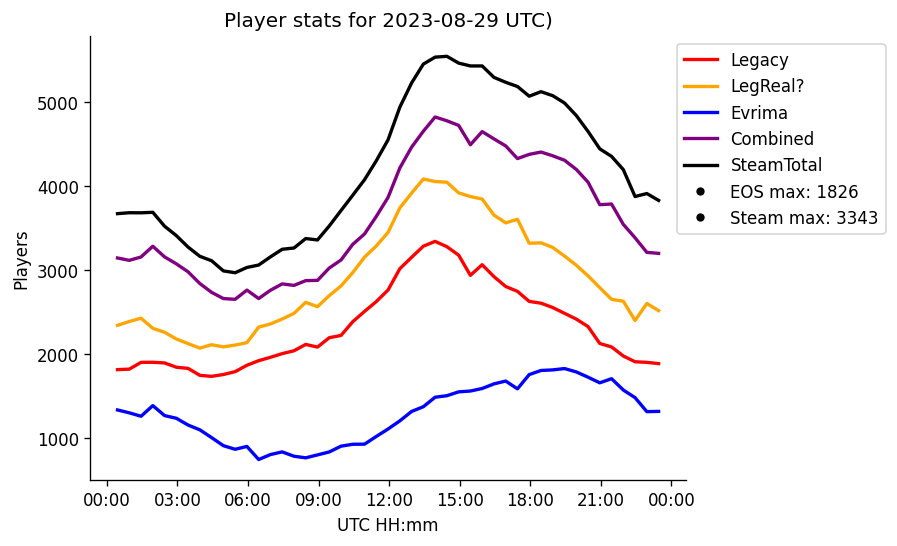 Player stats for 2023-08-29 UTC)
Legacy
LegReal?
Evrima
Combined
SteamTotal
EOS max: 1826
Steam max: 3343
5000
4000
3000
2000
1000
Players
00:00 03:00 06:00 09:00 12:00 15:00 18:00 21:00 00:00
UTC HH:mm